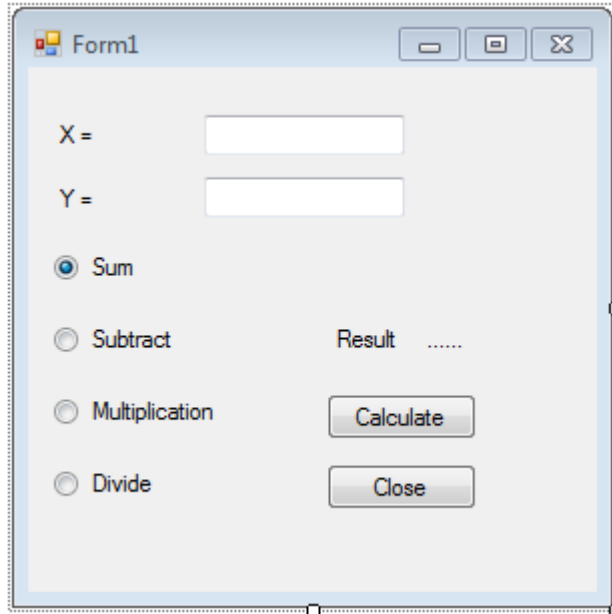 Form1
X =
Y =
Sum
Subtract
Result ......
Multiplication
Calculate
Divide
Close